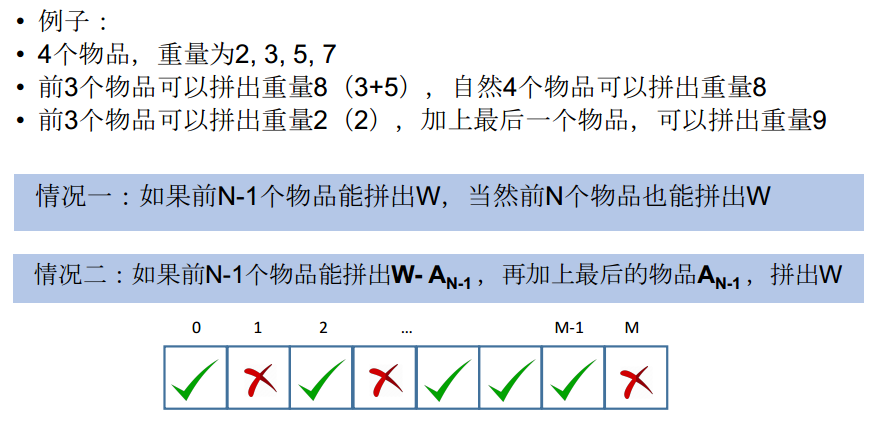 • 例子：
• 4个物品，重量为2, 3, 5, 7
• 前3个物品可以拼出重量8（3+5），自然4个物品可以拼出重量8
• 前3个物品可以拼出重量2（2），加上最后一个物品，可以拼出重量9
情况一：如果前N-1个物品能拼出W，当然前N个物品也能拼出W
情况二：如果前N-1个物品能拼出W- AN-1，再加上最后的物品AN-1，拼出W
0 1 2 ... M-1 M